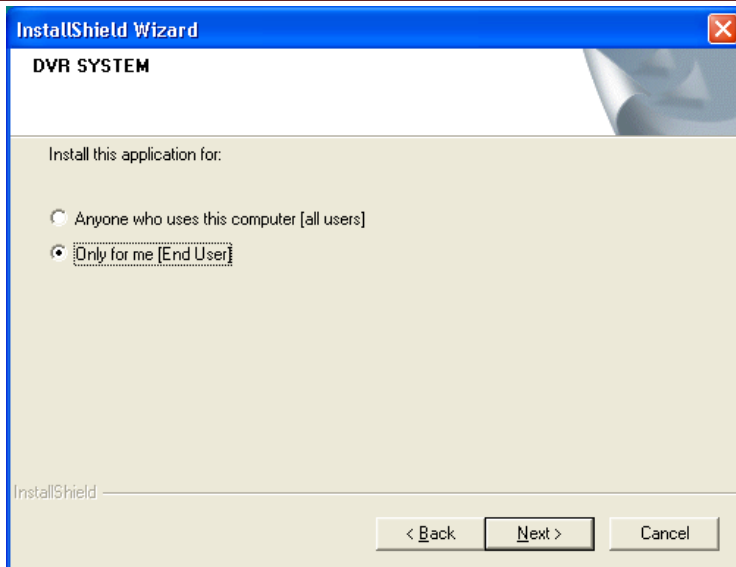 InstallShield Wizard
DVR SYSTEM
Install this application for:
Anyone who uses this computer [all users]
Only for me [End User]
InstallShield
< Back Next > Cancel